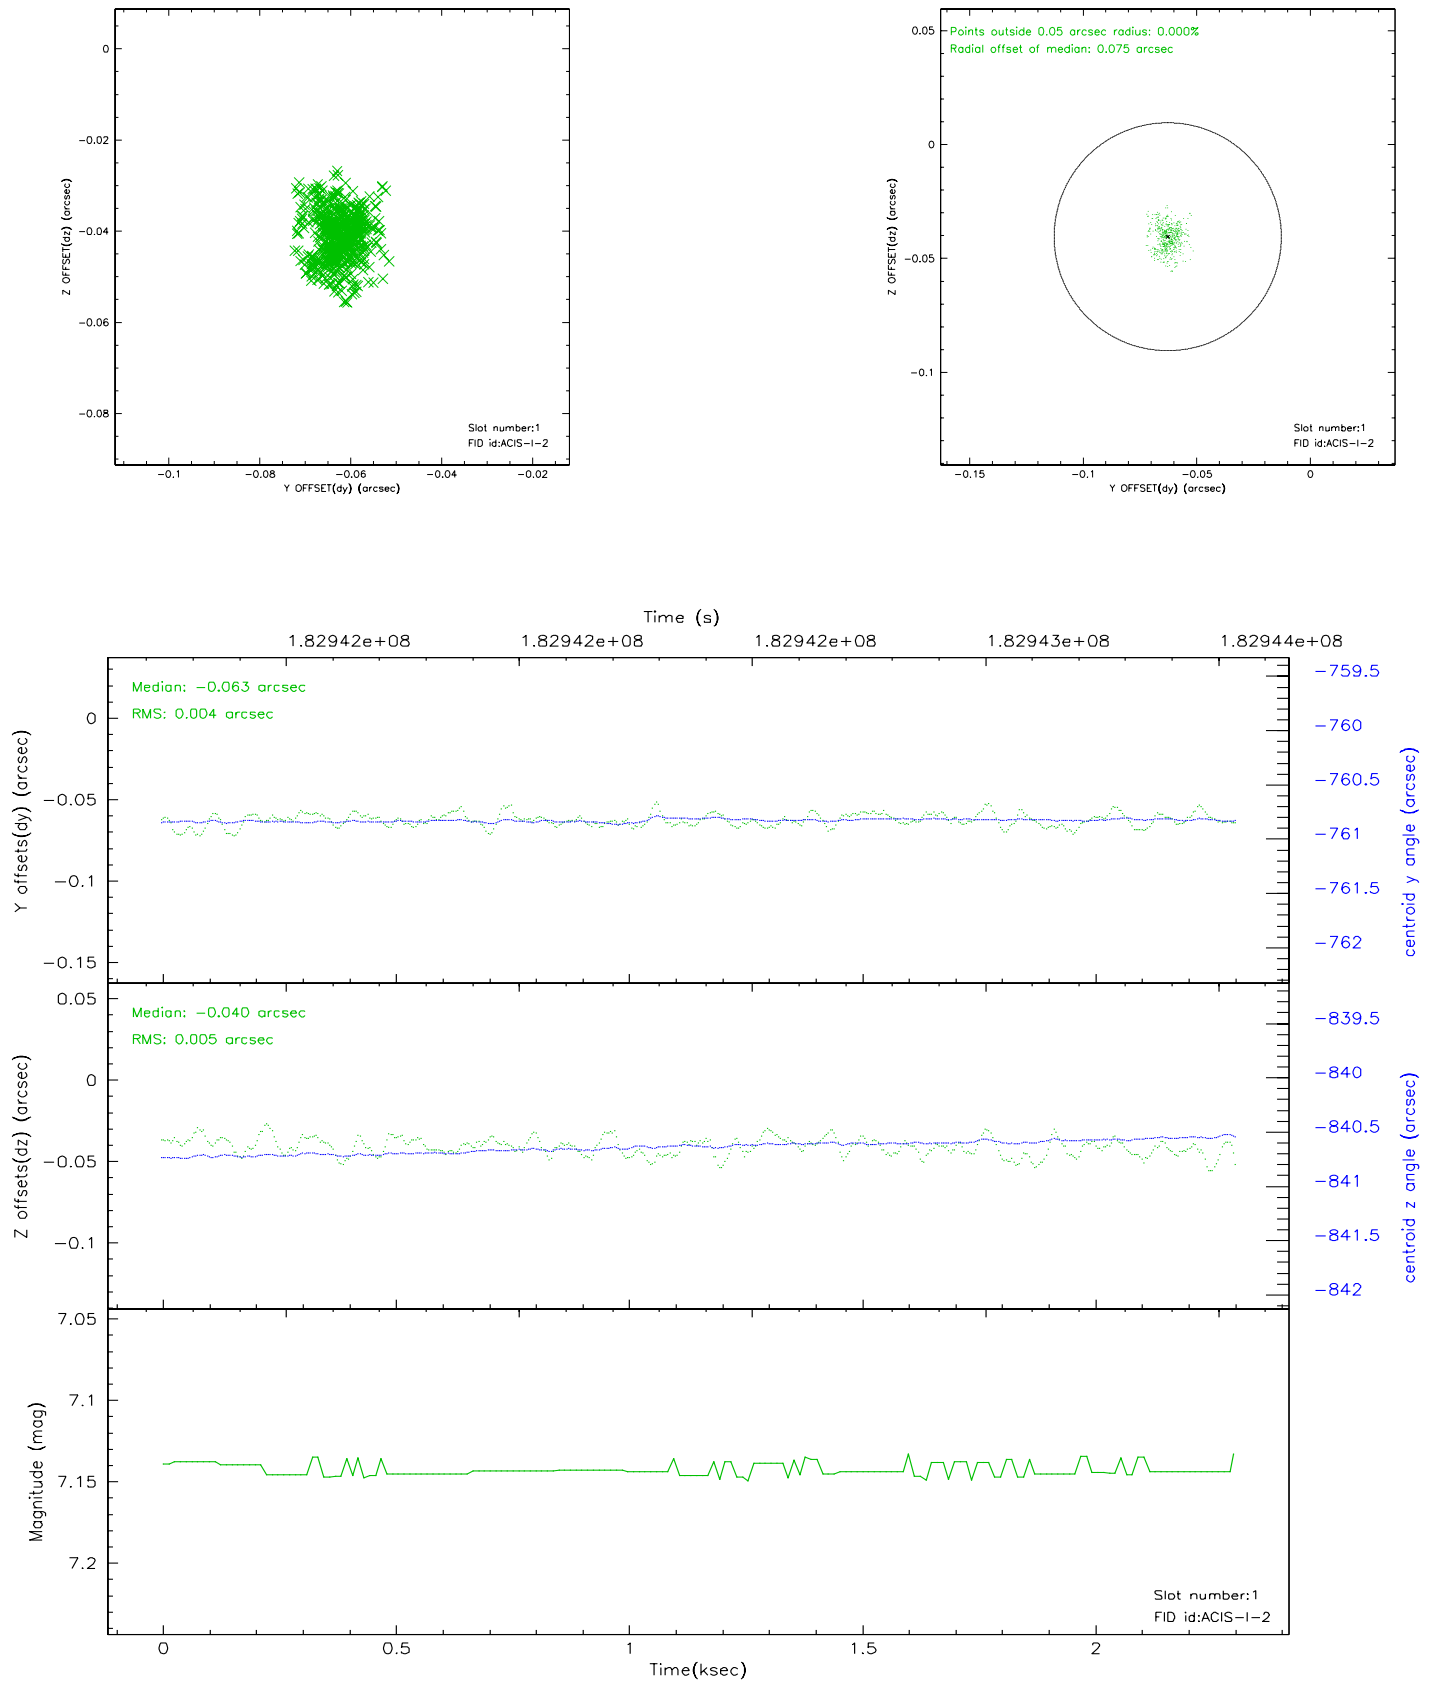 0
-0.02
-0.04
-0.06
-0.08
Z OFFSET(dz) (arcsec)
Slot number:1
FID id:ACIS-I-2
-0.1
-0.08
-0.06
-0.04
-0.02
Y OFFSET(dy) (arcsec)
Points outside 0.05 arcsec radius: 0.000%
Radial offset of median: 0.075 arcsec
0.05
0
-0.05
-0.1
Z OFFSET(dz) (arcsec)
Slot number:1
FID id:ACIS-I-2
-0.15
-0.1
-0.05
0
Y OFFSET(dy) (arcsec)
Time (s)
1.82942e+08
1.82942e+08
1.82942e+08
1.82943e+08
1.82944e+08
Median: -0.063 arcsec
RMS: 0.004 arcsec
0
-0.05
-0.1
-0.15
Y offsets(dy) (arcsec)
-759.5
-760
-760.5
-761
-761.5
-762
centroid y angle (arcsec)
Median: -0.040 arcsec
RMS: 0.005 arcsec
0.05
0
-0.05
-0.1
Z offsets(dz) (arcsec)
-839.5
-840
-840.5
-841
-841.5
-842
centroid z angle (arcsec)
7.05
7.1
7.15
7.2
Magnitude (mag)
Slot number:1
FID id:ACIS-I-2
0
0.5
1
1.5
2
Time(ksec)